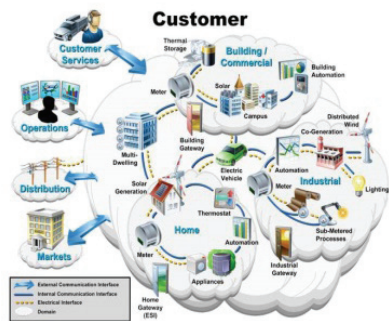 Customer
Thermal
Storage
Building /
Commercial
Building
Automation
Customer
Services
Meter
Solar
Campus
Operations
Multi-
Dwelling
Building
Gateway
Electric
Vehicle
Distributed
Wind
Co-Generation
Automation
Industrial
Meter
Lighting
Distribution
Solar
Generation
Thermostat
Home
Sub-Metered
Processes
Markets
Meter
Automation
Industrial
Gateway
Appliances
Home
Gateway
(ESI)
External Communication Interface
Internal Communication Interface
Electrical Interface
Domain